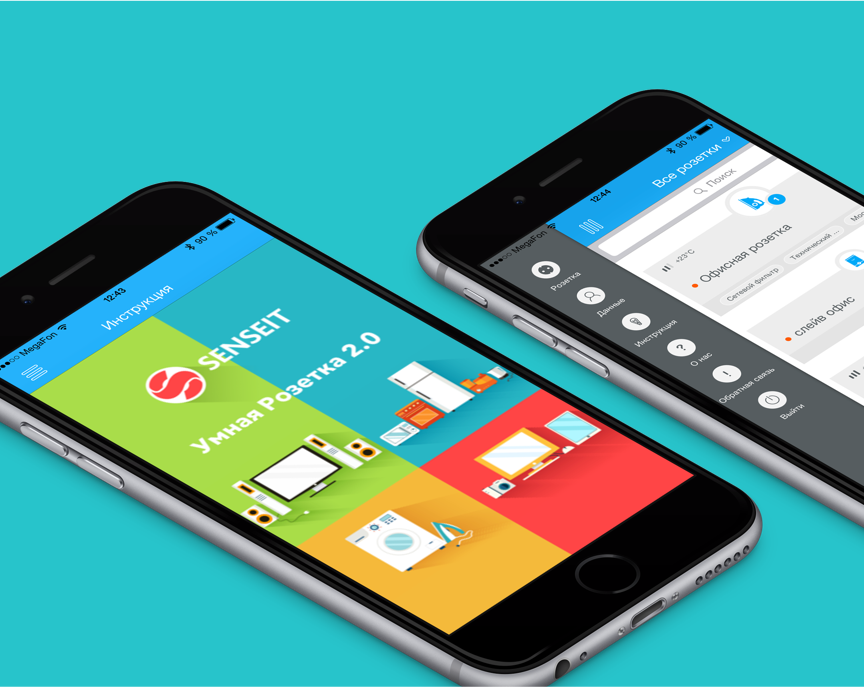 MegaFon
12:43
90 %
Инструкция
SENSEIT
Умная Розетка 2.0
MegaFon
12:44
90 %
Все розетки
Поиск
1
+23°C
Офисная розетка
Сетевой фильтр
Технический ...
слейв офис
Розетка
Данные
Инструкция
?
О нас
!
Обратная связь
Выйти